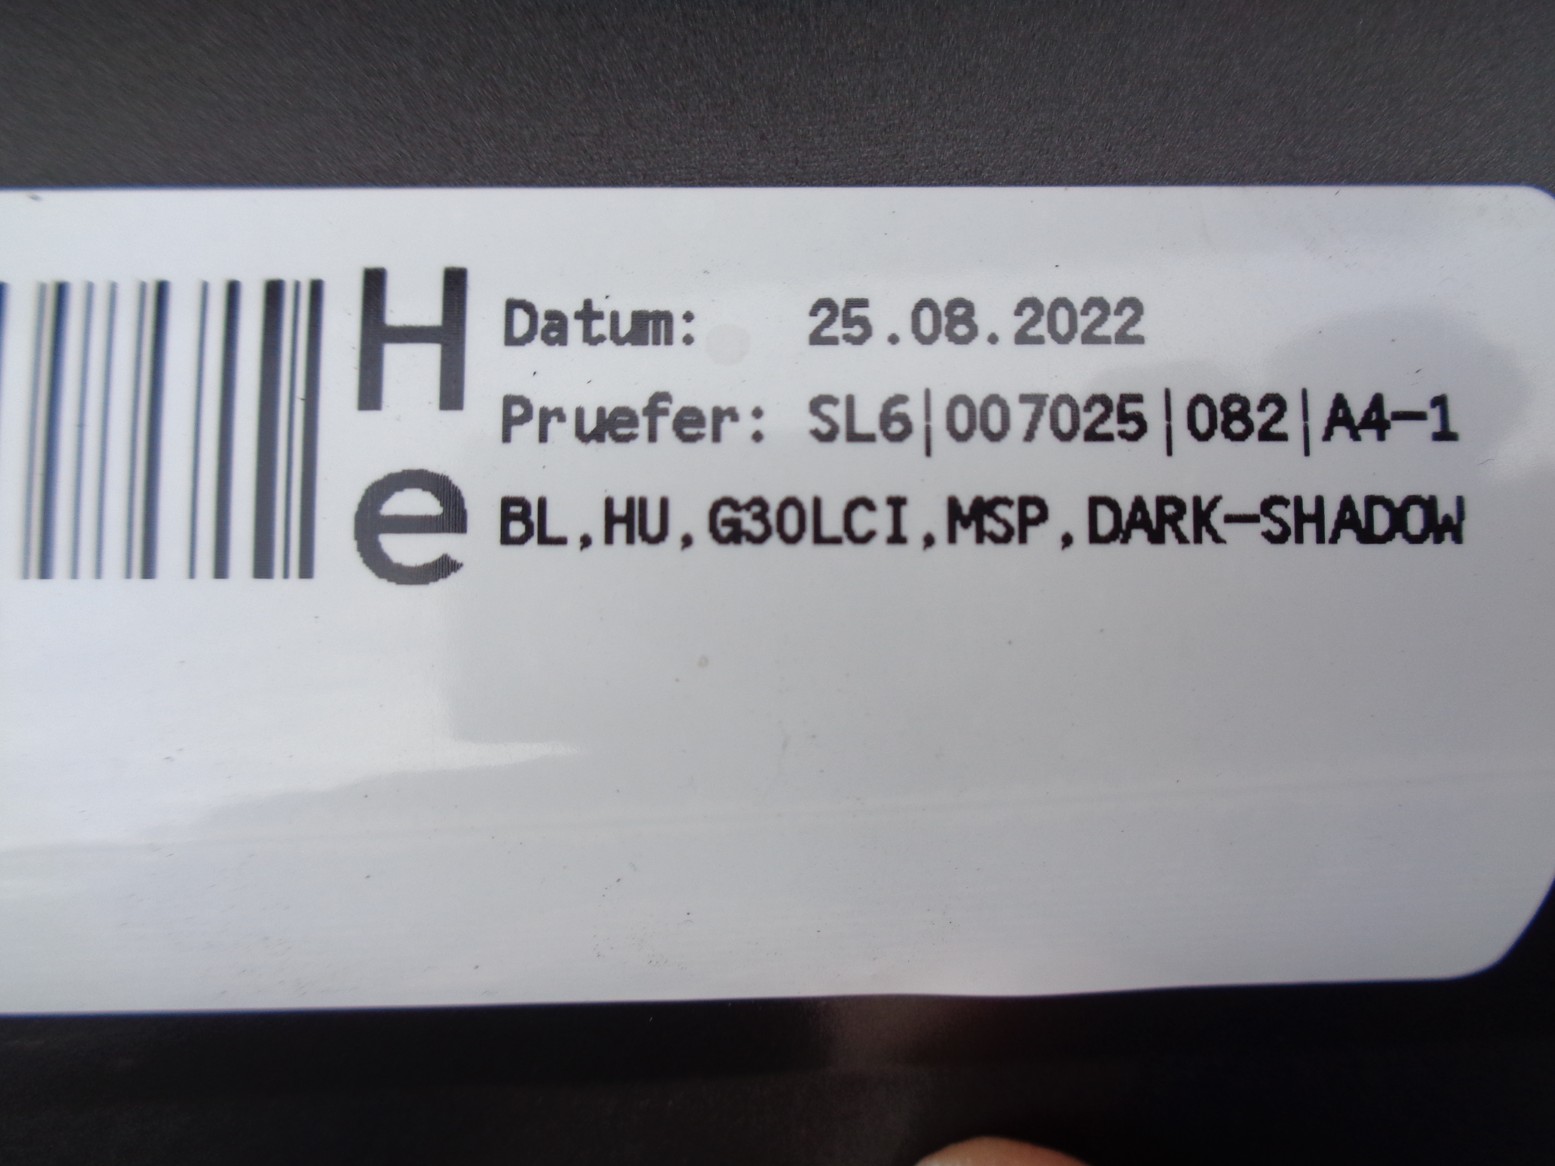 H
e
Datum: 25.08.2022
Pruefer: SL6|007025|082|A4-1
BL,HU,G30LCI,MSP,DARK-SHADOW